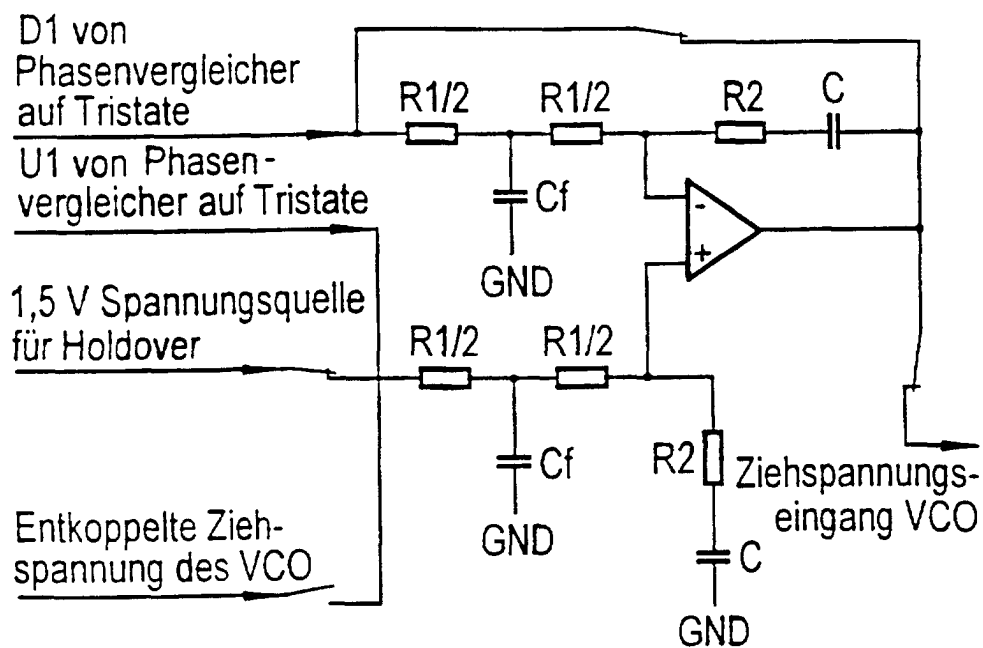 D1 von
Phasenvergleicher
auf Tristate
R1/2
R1/2
R2
C
U1 von Phasen-
vergleicher auf Tristate
Cf
-
+
GND
1,5 V Spannungsquelle
für Holdover
R1/2
R1/2
Cf
R2
Ziehspannungs-
eingang VCO
GND
Entkoppelte Zieh-
spannung des VCO
C
GND